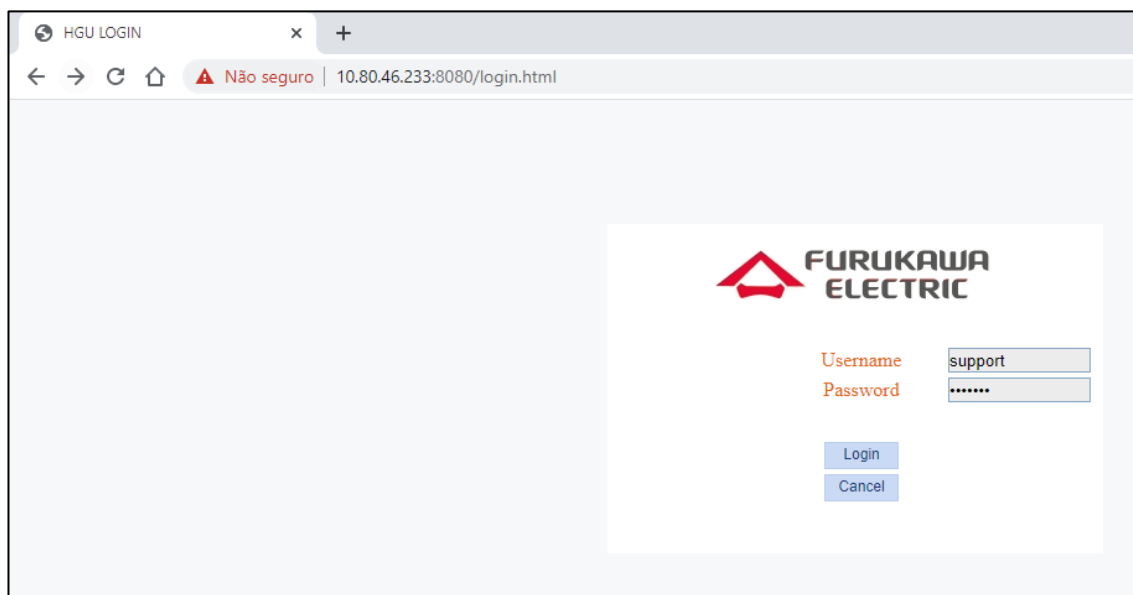 HGU LOGIN
Não seguro | 10.80.46.233:8080/login.html
FURUKAWA
ELECTRIC
Username support
Password •••••••
Login
Cancel